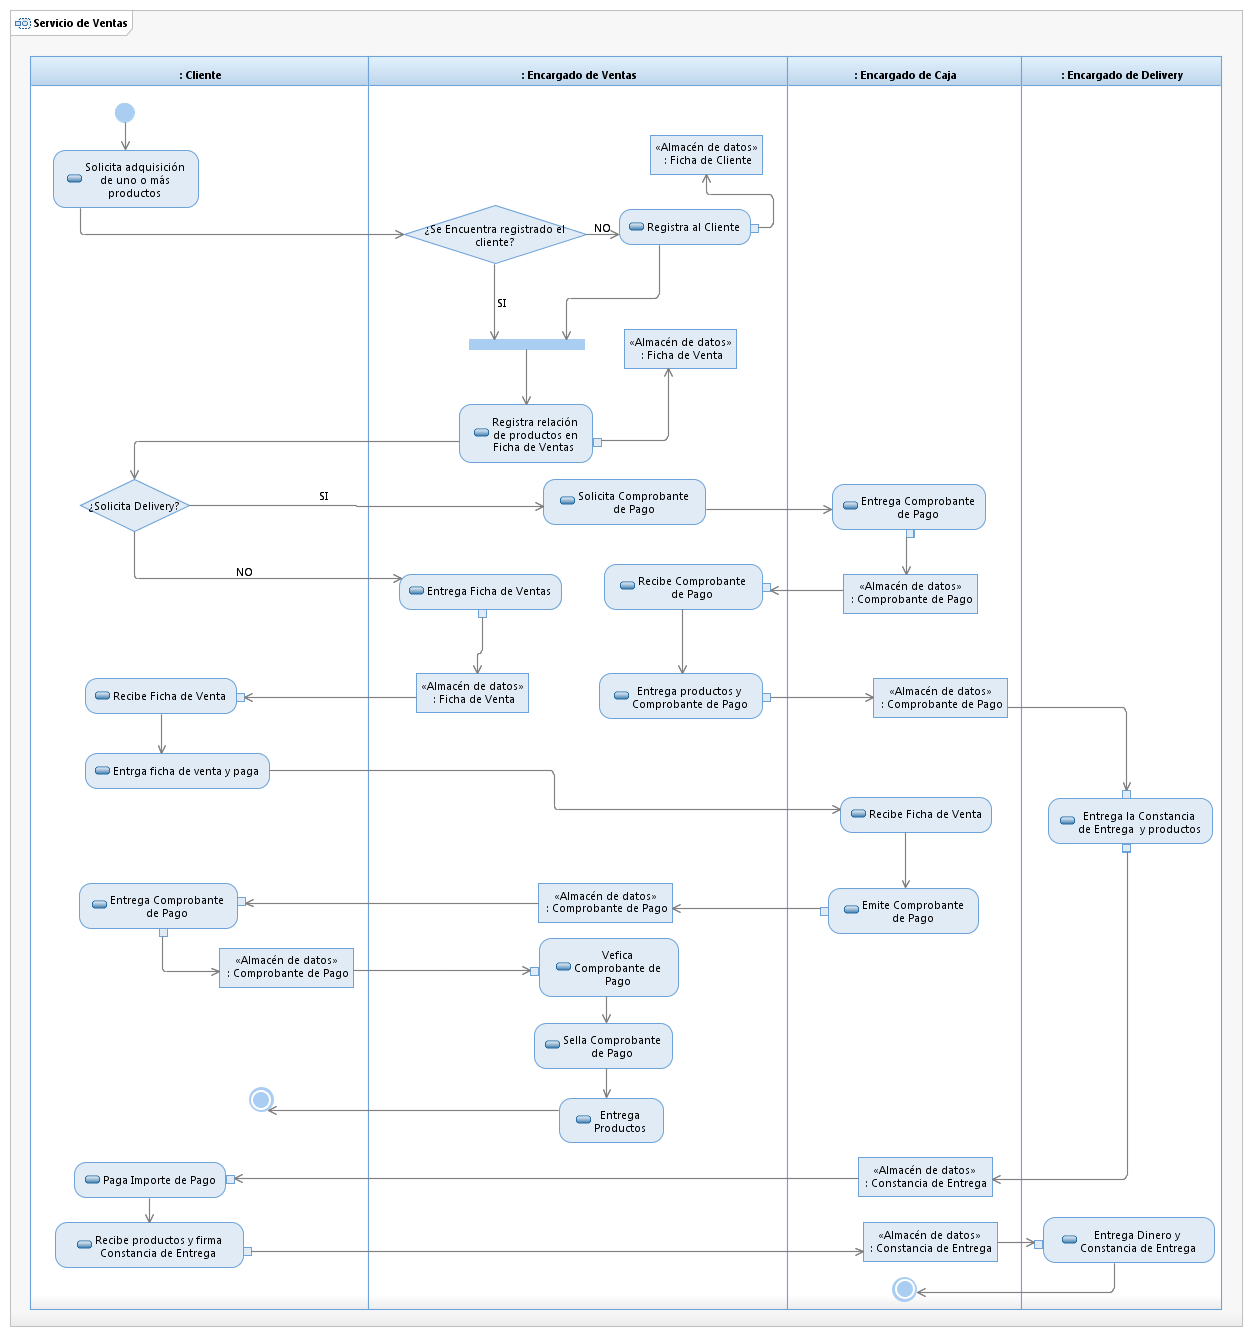 Servicio de Ventas
: Cliente
: Encargado de Ventas
: Encargado de Caja
: Encargado de Delivery
Solicita adquisición
de uno o más
productos
«Almacén de datos»
: Ficha de Cliente
¿Se Encuentra registrado el
cliente?
NO
Registra al Cliente
SI
«Almacén de datos»
: Ficha de Venta
Registra relación
de productos en
Ficha de Ventas
¿Solicita Delivery?
SI
Solicita Comprobante
de Pago
Entrega Comprobante
de Pago
NO
Entrega Ficha de Ventas
Recibe Comprobante
de Pago
«Almacén de datos»
: Comprobante de Pago
Recibe Ficha de Venta
«Almacén de datos»
: Ficha de Venta
Entrega productos y
Comprobante de Pago
«Almacén de datos»
: Comprobante de Pago
Entrga ficha de venta y paga
Recibe Ficha de Venta
Entrega la Constancia
de Entrega y productos
Entrega Comprobante
de Pago
«Almacén de datos»
: Comprobante de Pago
Emite Comprobante
de Pago
«Almacén de datos»
: Comprobante de Pago
Vefica
Comprobante de
Pago
Sella Comprobante
de Pago
Entrega
Productos
Paga Importe de Pago
«Almacén de datos»
: Constancia de Entrega
Recibe productos y firma
Constancia de Entrega
«Almacén de datos»
: Constancia de Entrega
Entrega Dinero y
Constancia de Entrega